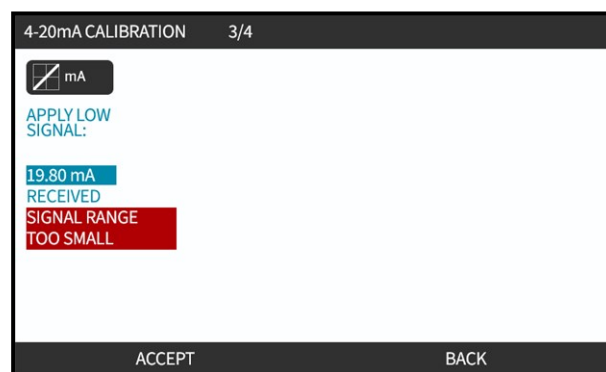 4-20mA CALIBRATION 3/4
mA
APPLY LOW
SIGNAL:
19.80 mA
RECEIVED
SIGNAL RANGE
TOO SMALL
ACCEPT BACK